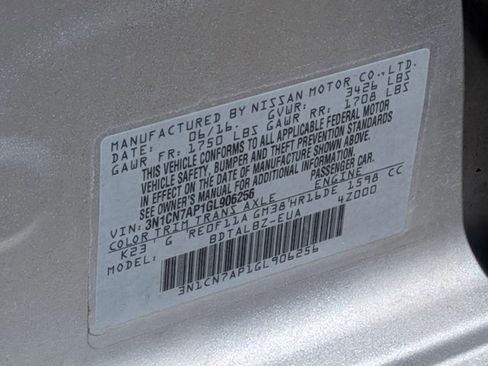 MANUFACTURED BY NISSAN MOTOR CO., LTD.
DATE: 06/16. GVWR: 3426 LBS
GAWR FR: 1750 LBS GAWR RR: 1708 LBS
THIS VEHICLE CONFORMS TO ALL APPLICABLE FEDERAL MOTOR
VEHICLE SAFETY, BUMPER AND THEFT PREVENTION STANDARDS
IN EFFECT ON THE DATE OF MANUFACTURE SHOWN ABOVE.
SEE OWNER'S MANUAL FOR ADDITIONAL INFORMATION.
VIN: 3N1CN7AP1GL906256 PASSENGER CAR
COLOR TRIM TRANS AXLE ENGINE
K23 G RE0F11A GM38 HR16DE 1598 CC
MODEL: BDTALBZ-EUA 4Z000
3N1CN7AP1GL906256